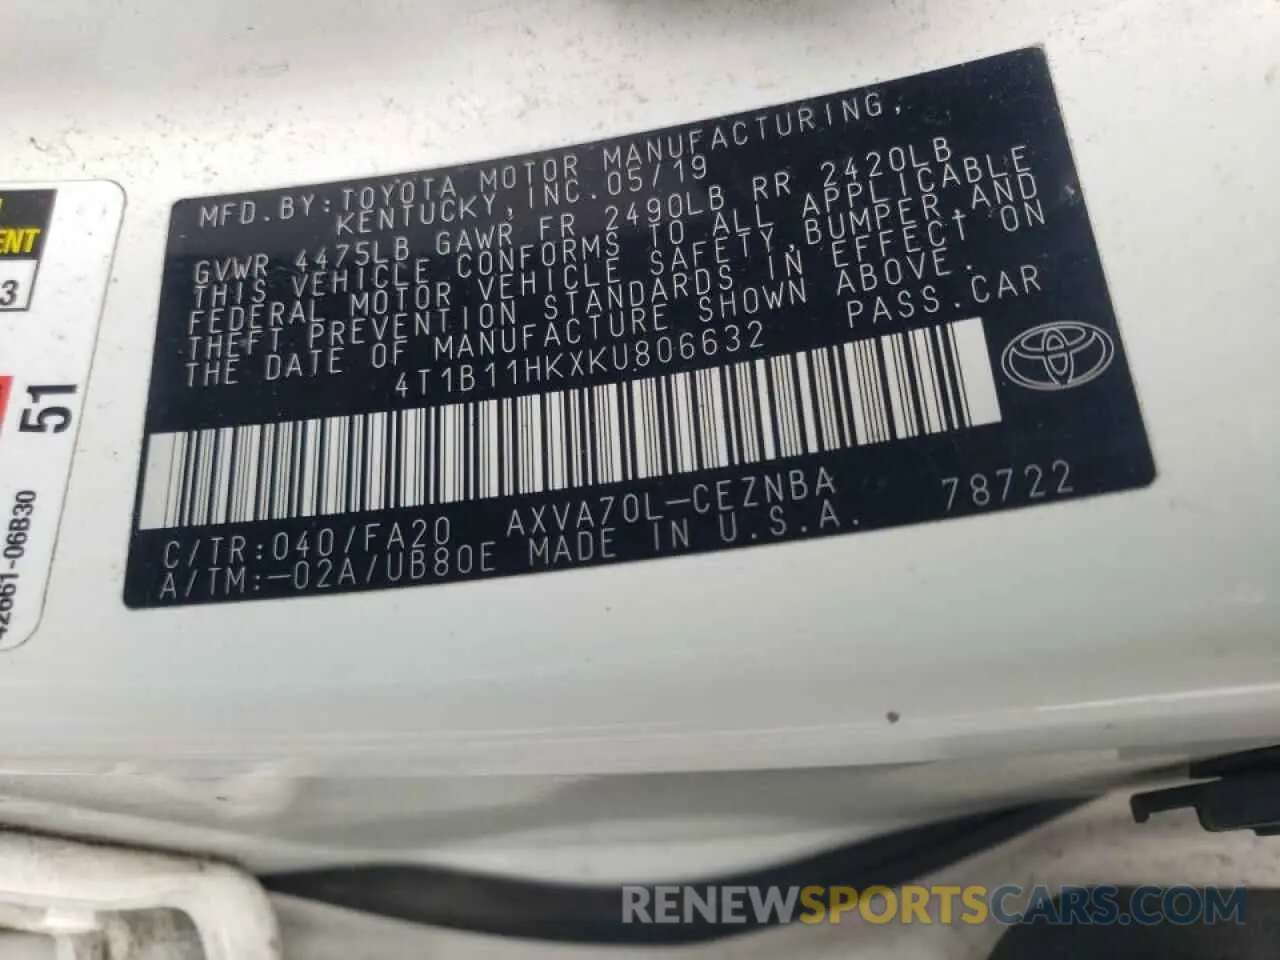 MFD.BY:TOYOTA MOTOR MANUFACTURING,
KENTUCKY,INC.05/19
GVWR 4475LB GAWR FR 2490LB RR 2420LB
THIS VEHICLE CONFORMS TO ALL APPLICABLE
FEDERAL MOTOR VEHICLE SAFETY,BUMPER,AND
THEFT PREVENTION STANDARDS IN EFFECT ON
THE DATE OF MANUFACTURE SHOWN ABOVE.
4T1B11HKXKU806632 PASS.CAR
C/TR:040/FA20 AXVA70L-CEZNBA 78722
A/TM:-02A/UB80E MADE IN U.S.A.
ENT
3
51
42661-06B30
RENEWSPORTSCARS.COM